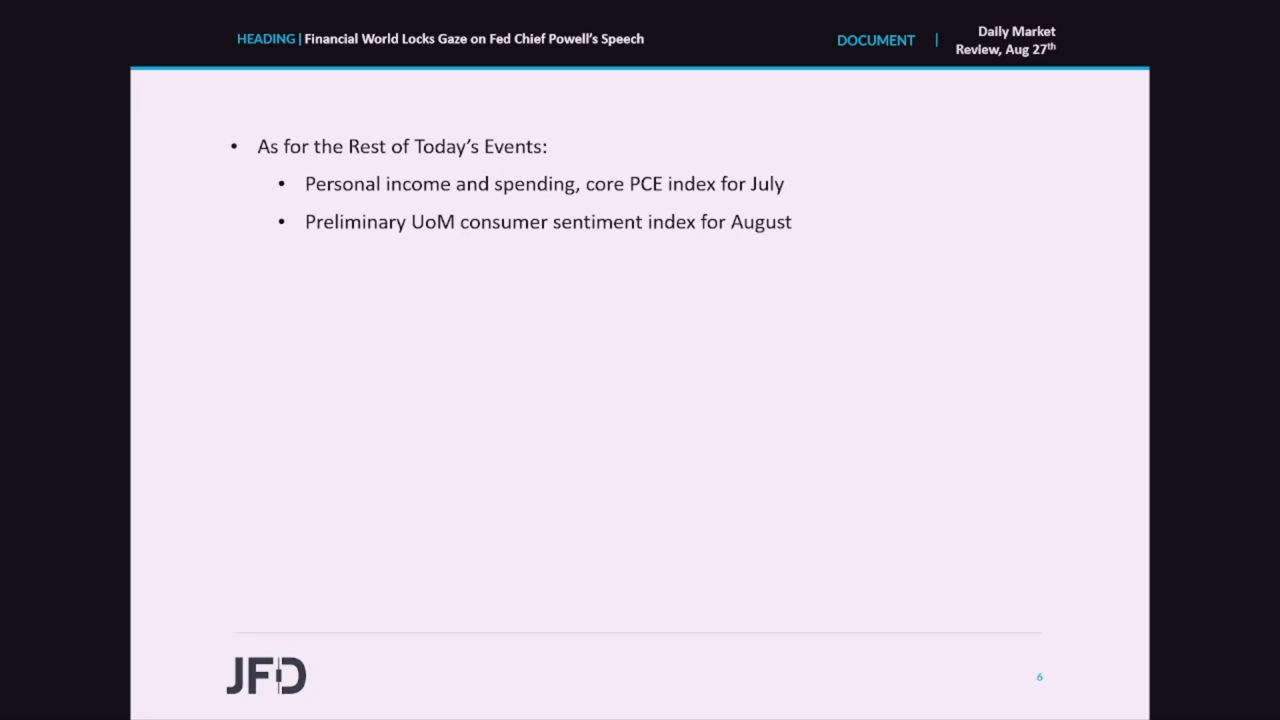 HEADING | Financial World Locks Gaze on Fed Chief Powell’s Speech
DOCUMENT | Daily Market
Review, Aug 27th
• As for the Rest of Today’s Events:
• Personal income and spending, core PCE index for July
• Preliminary UoM consumer sentiment index for August
JFD
6